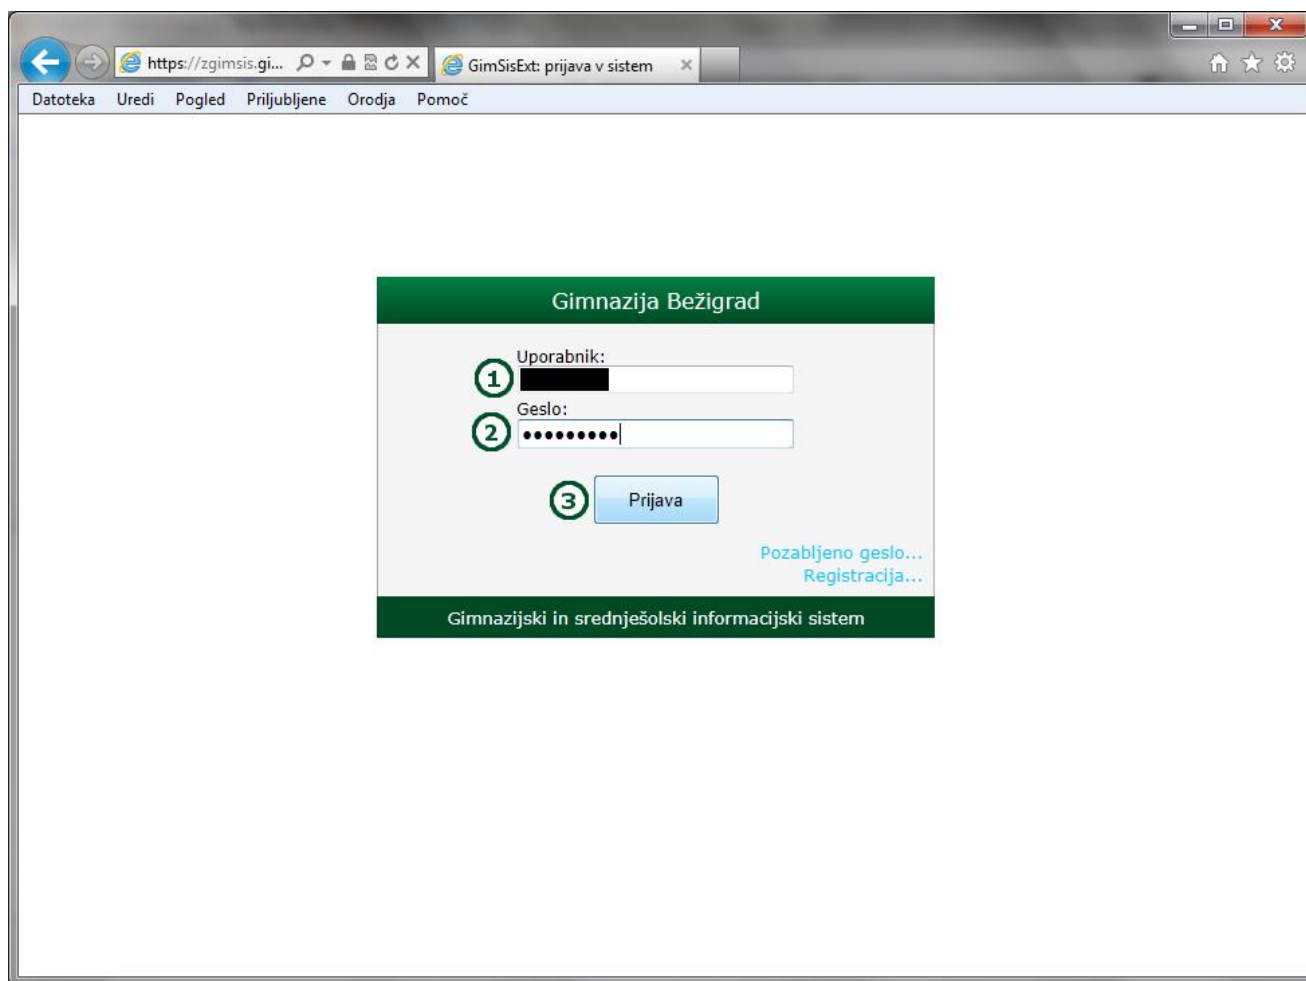 https://zgimsis.gi...
GimSisExt: prijava v sistem
Datoteka Uredi Pogled Priljubljene Orodja Pomoč
Gimnazija Bežigrad
Uporabnik:
1
Geslo:
2
3 Prijava
Pozabljeno geslo...
Registracija...
Gimnazijski in srednješolski informacijski sistem